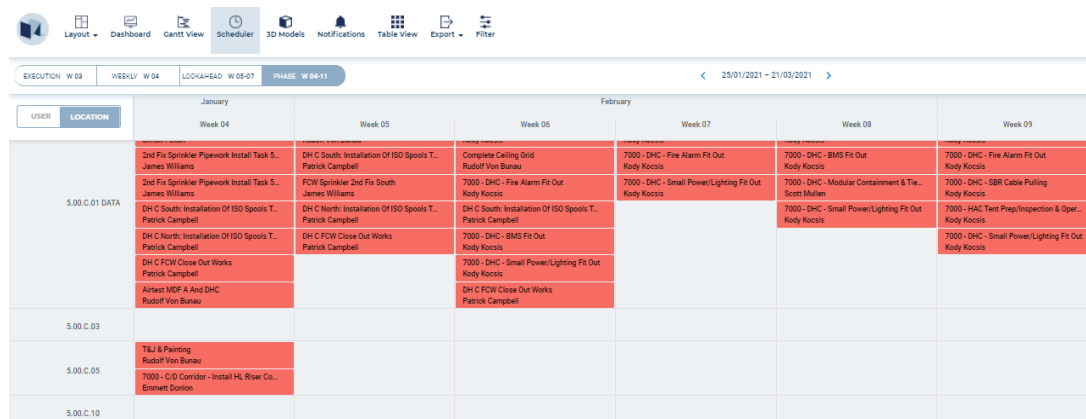 Layout
Dashboard
Gantt View
Scheduler
3D Models
Notifications
Table View
Export
Filter
EXECUTION W 03
WEEKLY W 04
LOOKAHEAD W 05-07
PHASE W 04-11
25/01/2021 - 21/03/2021
USER
LOCATION
January
February
Week 04
Week 05
Week 06
Week 07
Week 08
Week 09
5.00.C.01 DATA
2nd Fix Sprinkler Pipework Install Task 5...
James Williams
2nd Fix Sprinkler Pipework Install Task 5...
James Williams
DH C South: Installation Of ISO Spools T...
Patrick Campbell
DH C North: Installation Of ISO Spools T...
Patrick Campbell
DH C FCW Close Out Works
Patrick Campbell
Airtest MDF A And DHC
Rudolf Von Bunau
DH C South: Installation Of ISO Spools T...
Patrick Campbell
FCW Sprinkler 2nd Fix South
James Williams
DH C North: Installation Of ISO Spools T...
Patrick Campbell
DH C FCW Close Out Works
Patrick Campbell
Complete Ceiling Grid
Rudolf Von Bunau
7000 - DHC - Fire Alarm Fit Out
Kody Kocsis
DH C South: Installation Of ISO Spools T...
Patrick Campbell
7000 - DHC - BMS Fit Out
Kody Kocsis
7000 - DHC - Small Power/Lighting Fit Out
Kody Kocsis
DH C FCW Close Out Works
Patrick Campbell
7000 - DHC - Fire Alarm Fit Out
Kody Kocsis
7000 - DHC - Small Power/Lighting Fit Out
Kody Kocsis
7000 - DHC - BMS Fit Out
Kody Kocsis
7000 - DHC - Modular Containment & Tie...
Scott Mullen
7000 - DHC - Small Power/Lighting Fit Out
Kody Kocsis
7000 - DHC - Fire Alarm Fit Out
Kody Kocsis
7000 - DHC - SBR Cable Pulling
Kody Kocsis
7000 - HAC Tent Prep/Inspection & Oper...
Kody Kocsis
7000 - DHC - Small Power/Lighting Fit Out
Kody Kocsis
5.00.C.03
5.00.C.05
T&J & Painting
Rudolf Von Bunau
7000 - C/D Corridor - Install HL Riser Co...
Emmett Donlon
5.00.C.10